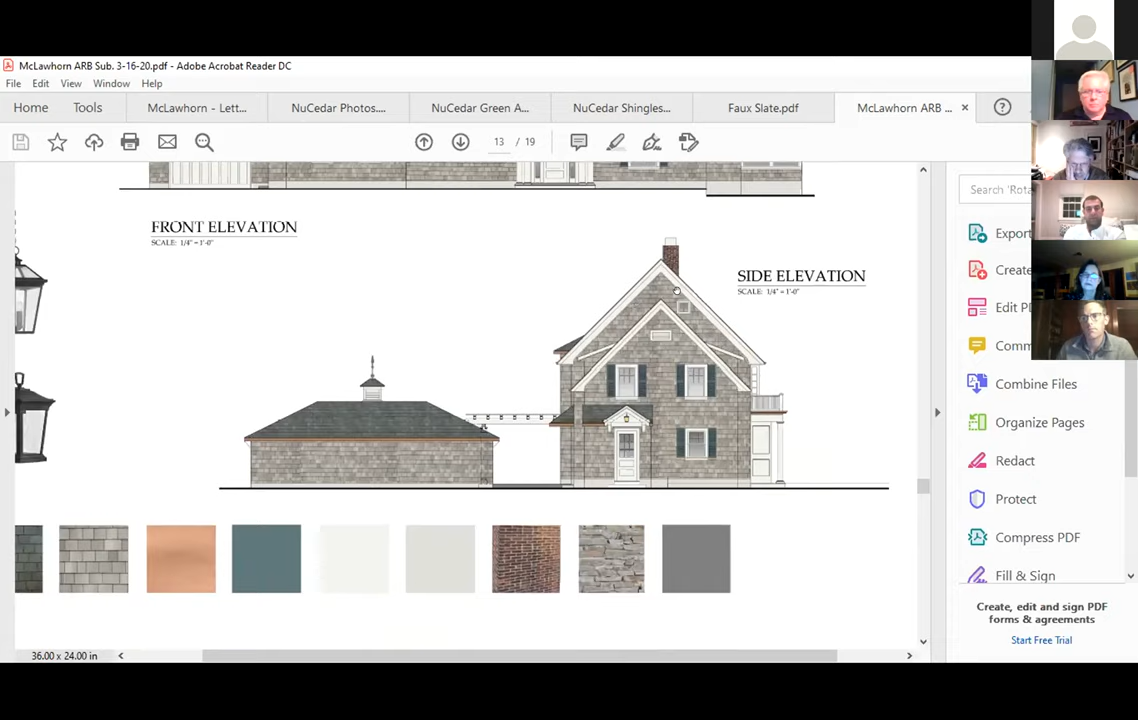 McLawhorn ARB Sub. 3-16-20.pdf - Adobe Acrobat Reader DC
File Edit View Window Help
Home Tools McLawhorn - Lett... NuCedar Photos.... NuCedar Green A... NuCedar Shingles... Faux Slate.pdf McLawhorn ARB ... ×
13 / 19
FRONT ELEVATION
SCALE: 1/4" = 1'-0"
SIDE ELEVATION
SCALE: 1/4" = 1'-0"
Search 'Rota
Export
Create
Edit PD
Comm
Combine Files
Organize Pages
Redact
Protect
Compress PDF
Fill & Sign
Create, edit and sign PDF
forms & agreements
Start Free Trial
36.00 x 24.00 in